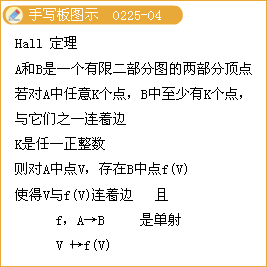 手写板图示 0225-04
Hall 定理
A和B是一个有限二部分图的两部分顶点
若对A中任意K个点，B中至少有K个点，
与它们之一连着边
K是任一正整数
则对A中点V，存在B中点f(V)
使得V与f(V)连着边 且
f，A→B 是单射
V ↦f(V)